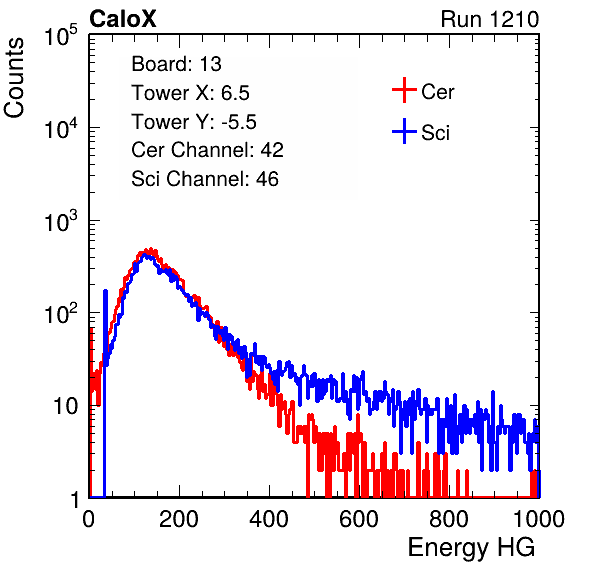 CaloX Run 1210
Counts
Board: 13
Tower X: 6.5
Tower Y: -5.5
Cer Channel: 42
Sci Channel: 46
Cer
Sci
10^5
10^4
10^3
10^2
10
1
0 200 400 600 800 1000
Energy HG